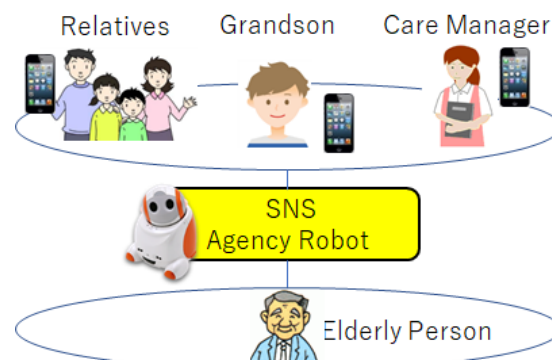 Relatives
Grandson
Care Manager
SNS
Agency Robot
Elderly Person